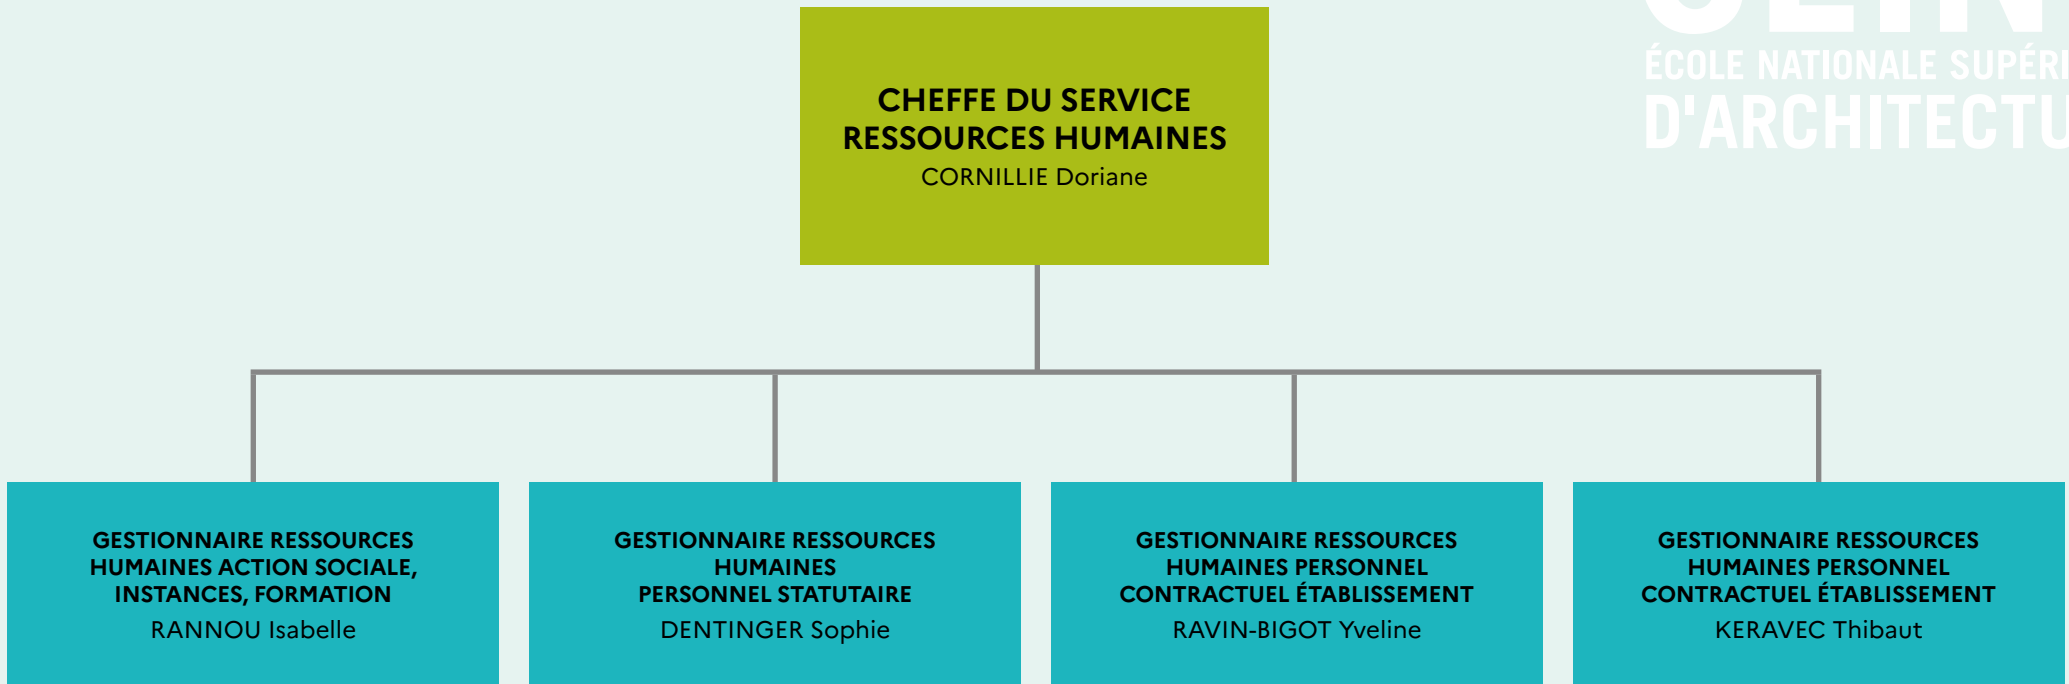 CHEFFE DU SERVICE
RESSOURCES HUMAINES
CORNILLIE Doriane
ÉCOLE NATIONALE
GESTIONNAIRE RESSOURCES
HUMAINES ACTION SOCIALE,
INSTANCES, FORMATION
RANNOU Isabelle
GESTIONNAIRE RESSOURCES
HUMAINES
PERSONNEL STATUTAIRE
DENTINGER Sophie
GESTIONNAIRE RESSOURCES
HUMAINES PERSONNEL
CONTRACTUEL ÉTABLISSEMENT
RAVIN-BIGOT Yveline
GESTIONNAIRE RESSOURCES
HUMAINES PERSONNEL
CONTRACTUEL ÉTABLISSEMENT
KERAVEC Thibaut